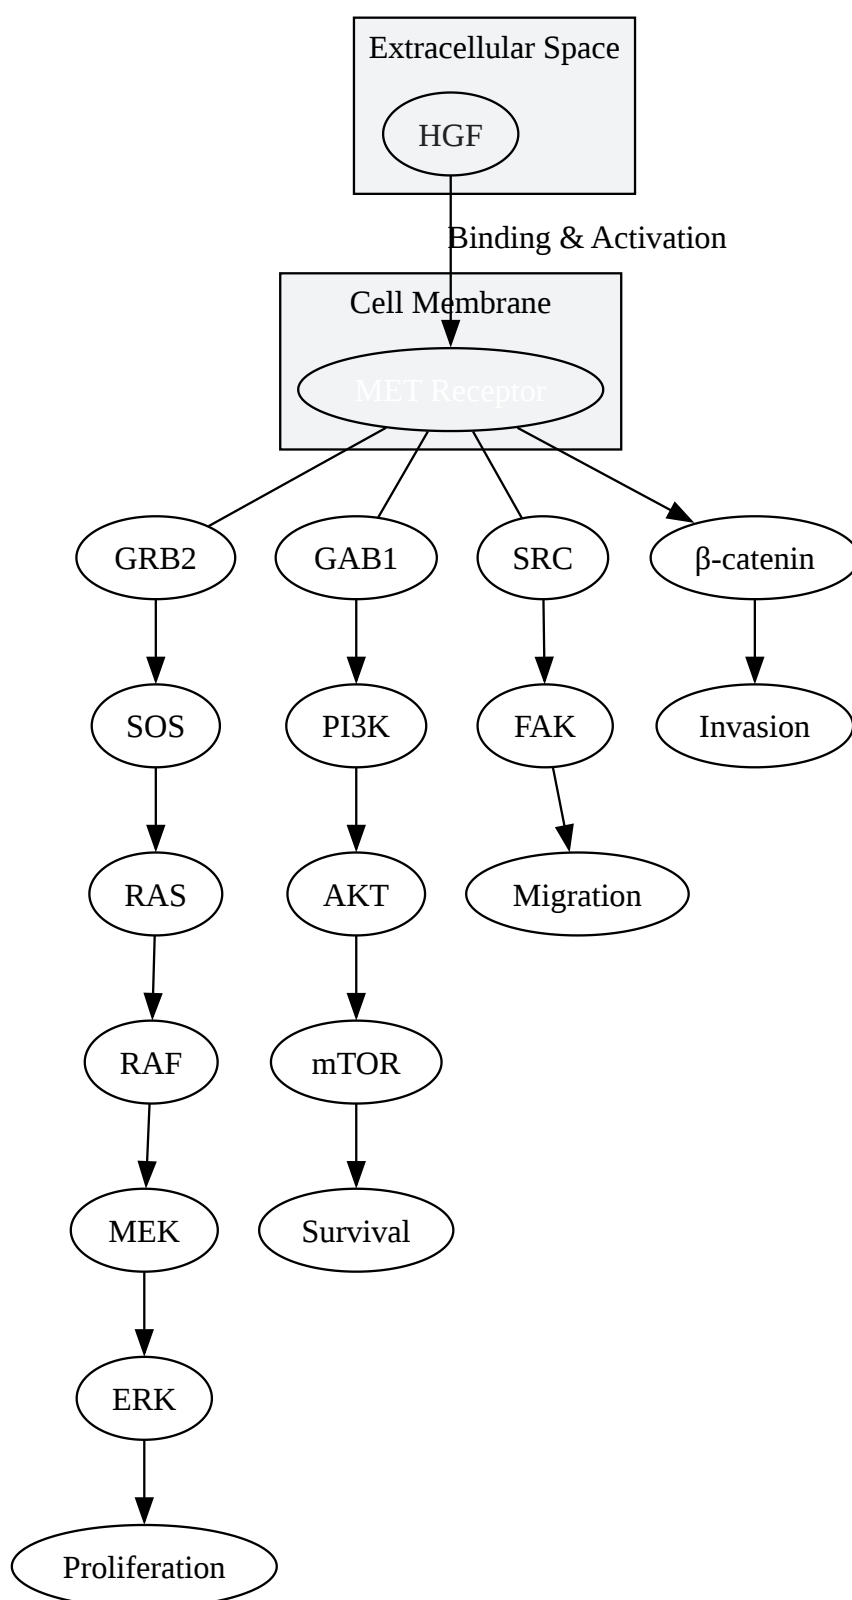 Extracellular Space
HGF
Binding & Activation
Cell Membrane
MET Receptor
GRB2
GAB1
SRC
β-catenin
SOS
PI3K
FAK
Invasion
RAS
AKT
Migration
RAF
mTOR
MEK
Survival
ERK
Proliferation